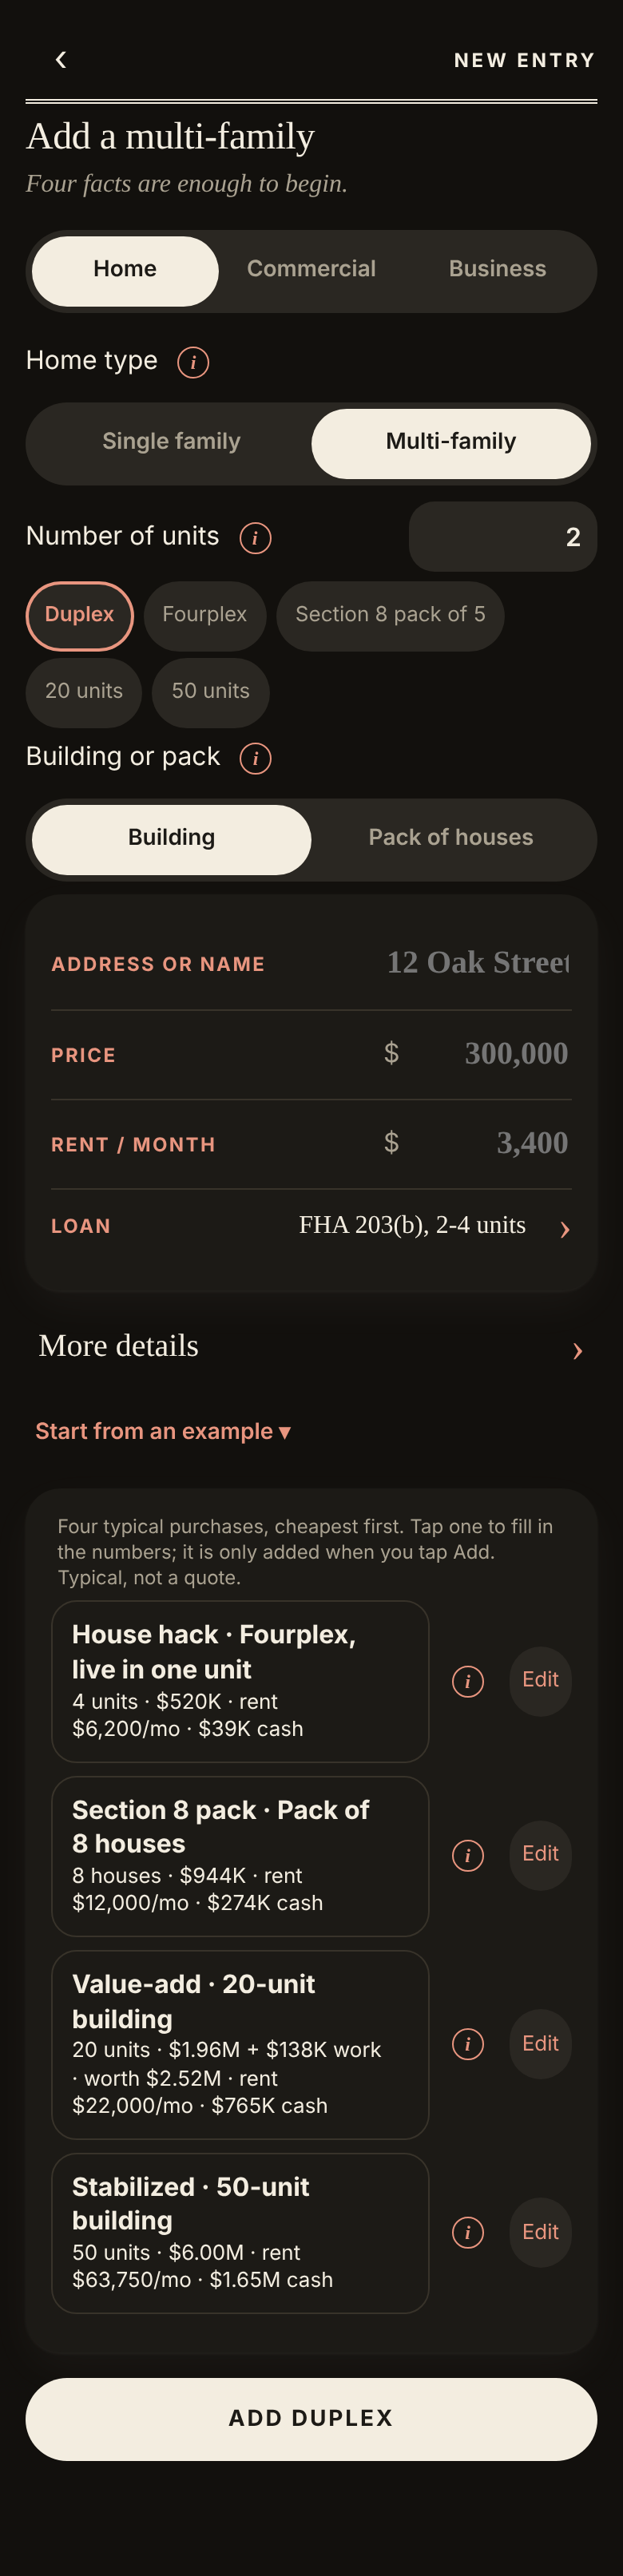 ‹
NEW ENTRY
Add a multi-family
Four facts are enough to begin.
Home Commercial Business
Home type i
Single family Multi-family
Number of units i 2
Duplex Fourplex Section 8 pack of 5
20 units 50 units
Building or pack i
Building Pack of houses
ADDRESS OR NAME 12 Oak Street
PRICE $ 300,000
RENT / MONTH $ 3,400
LOAN FHA 203(b), 2-4 units ›
More details ›
Start from an example ▾
Four typical purchases, cheapest first. Tap one to fill in
the numbers; it is only added when you tap Add.
Typical, not a quote.
House hack · Fourplex,
live in one unit
4 units · $520K · rent
$6,200/mo · $39K cash
i Edit
Section 8 pack · Pack of
8 houses
8 houses · $944K · rent
$12,000/mo · $274K cash
i Edit
Value-add · 20-unit
building
20 units · $1.96M + $138K work
· worth $2.52M · rent
$22,000/mo · $765K cash
i Edit
Stabilized · 50-unit
building
50 units · $6.00M · rent
$63,750/mo · $1.65M cash
i Edit
ADD DUPLEX